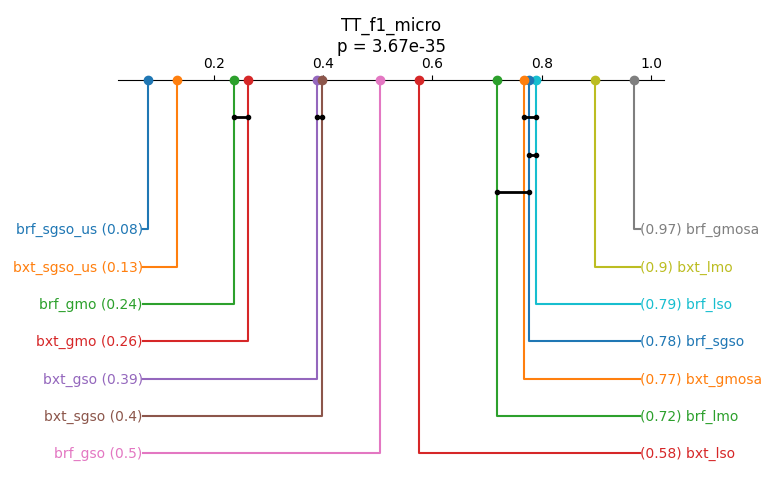 TT_f1_micro
p = 3.67e-35
0.2 0.4 0.6 0.8 1.0
brf_sgso_us (0.08) (0.97) brf_gmosa
bxt_sgso_us (0.13) (0.9) bxt_lmo
brf_gmo (0.24) (0.79) brf_lso
bxt_gmo (0.26) (0.78) brf_sgso
bxt_gso (0.39) (0.77) bxt_gmosa
bxt_sgso (0.4) (0.72) brf_lmo
brf_gso (0.5) (0.58) bxt_lso